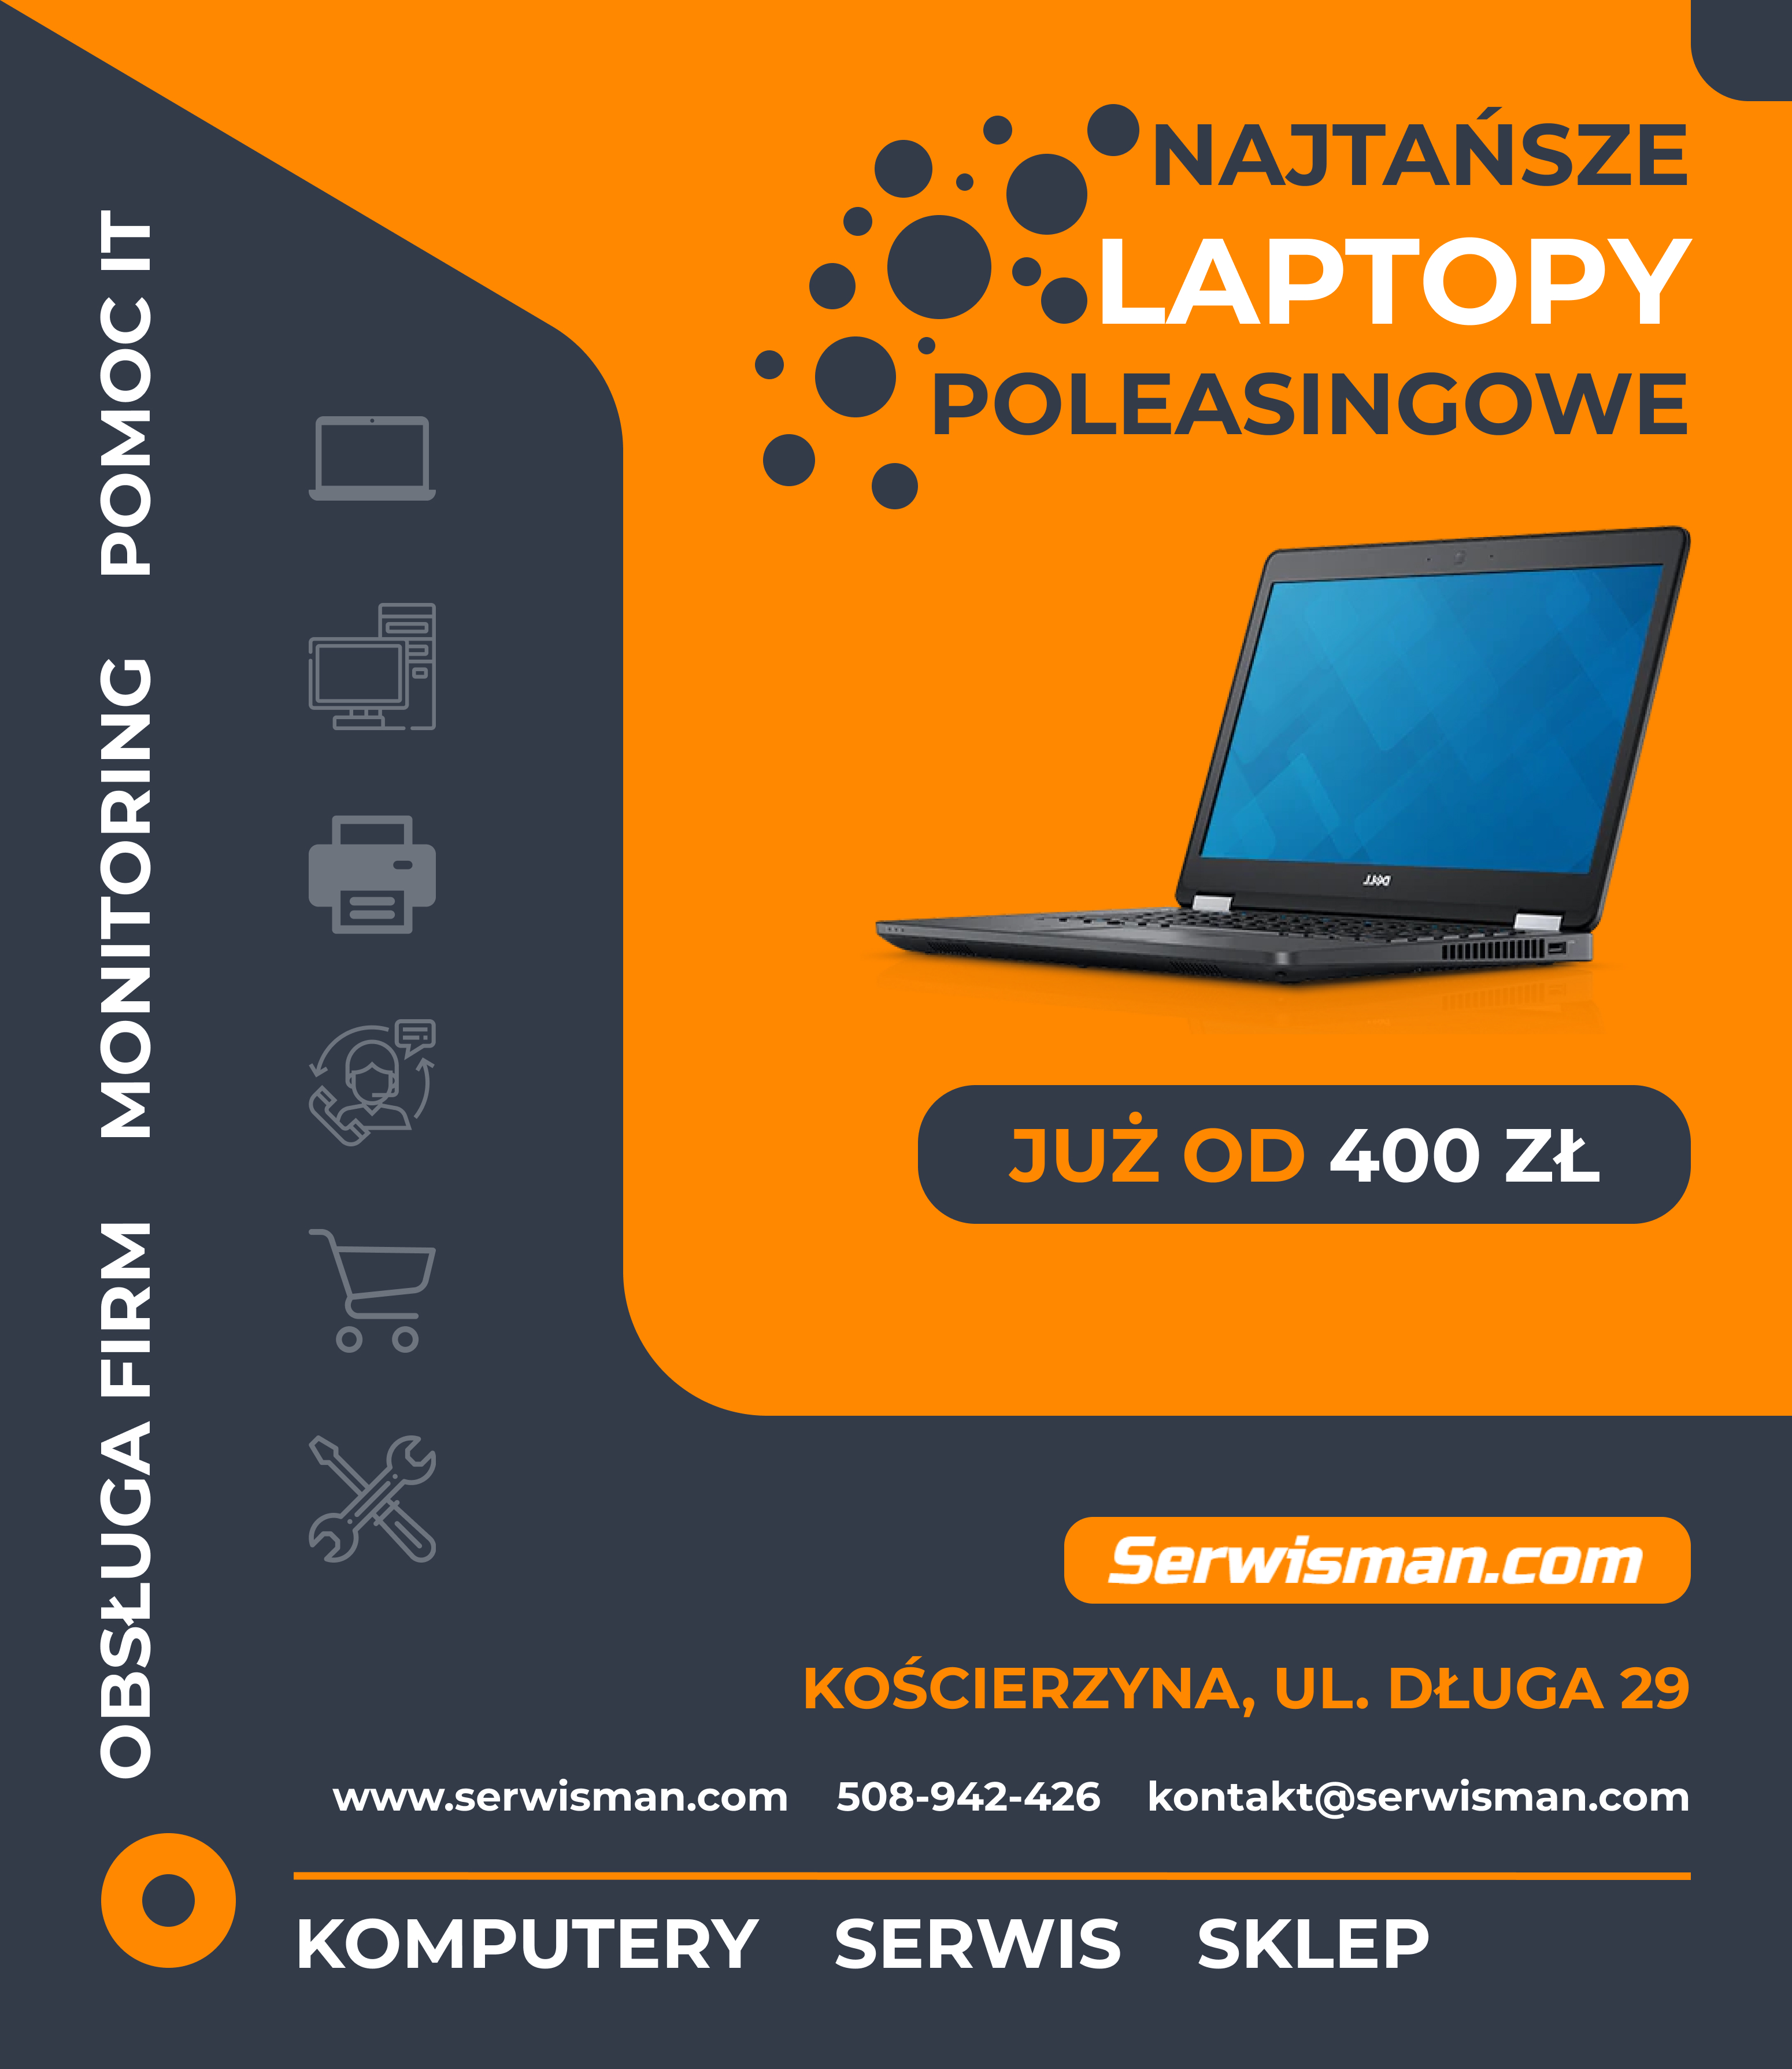 NAJTAŃSZE
LAPTOPY
POLEASINGOWE
DELL
JUŻ OD 400 ZŁ
OBSŁUGA FIRM MONITORING POMOC IT
Serwisman.com
KOŚCIERZYNA, UL. DŁUGA 29
www.serwisman.com 508-942-426 kontakt@serwisman.com
KOMPUTERY SERWIS SKLEP